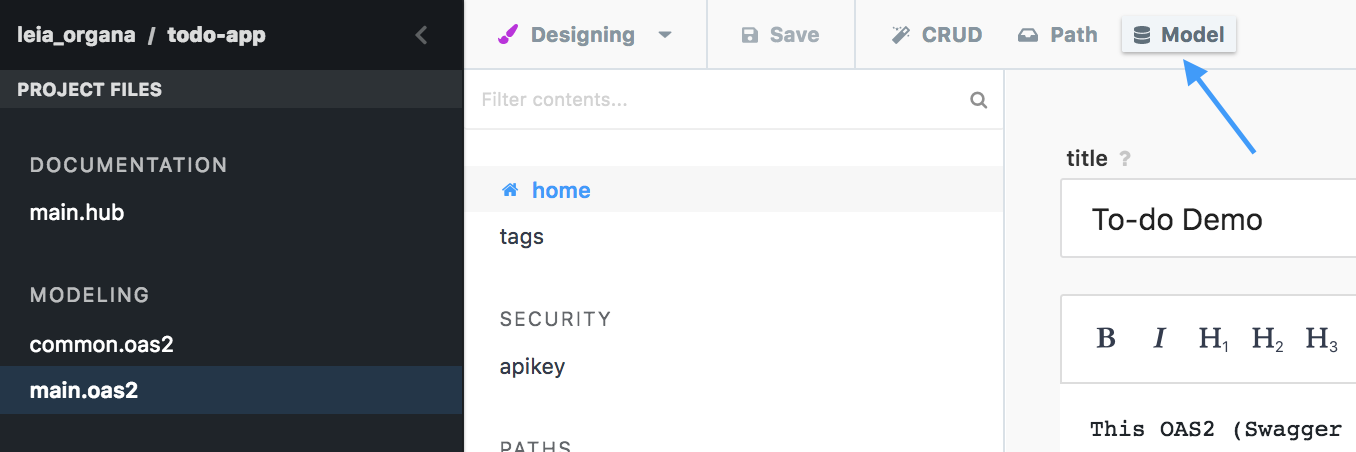 leia_organa / todo-app
Designing
Save
CRUD
Path
Model
PROJECT FILES
DOCUMENTATION
main.hub
MODELING
common.oas2
main.oas2
Filter contents...
home
tags
SECURITY
apikey
PATHS
title ?
To-do Demo
B I H1 H2 H3
This OAS2 (Swagger